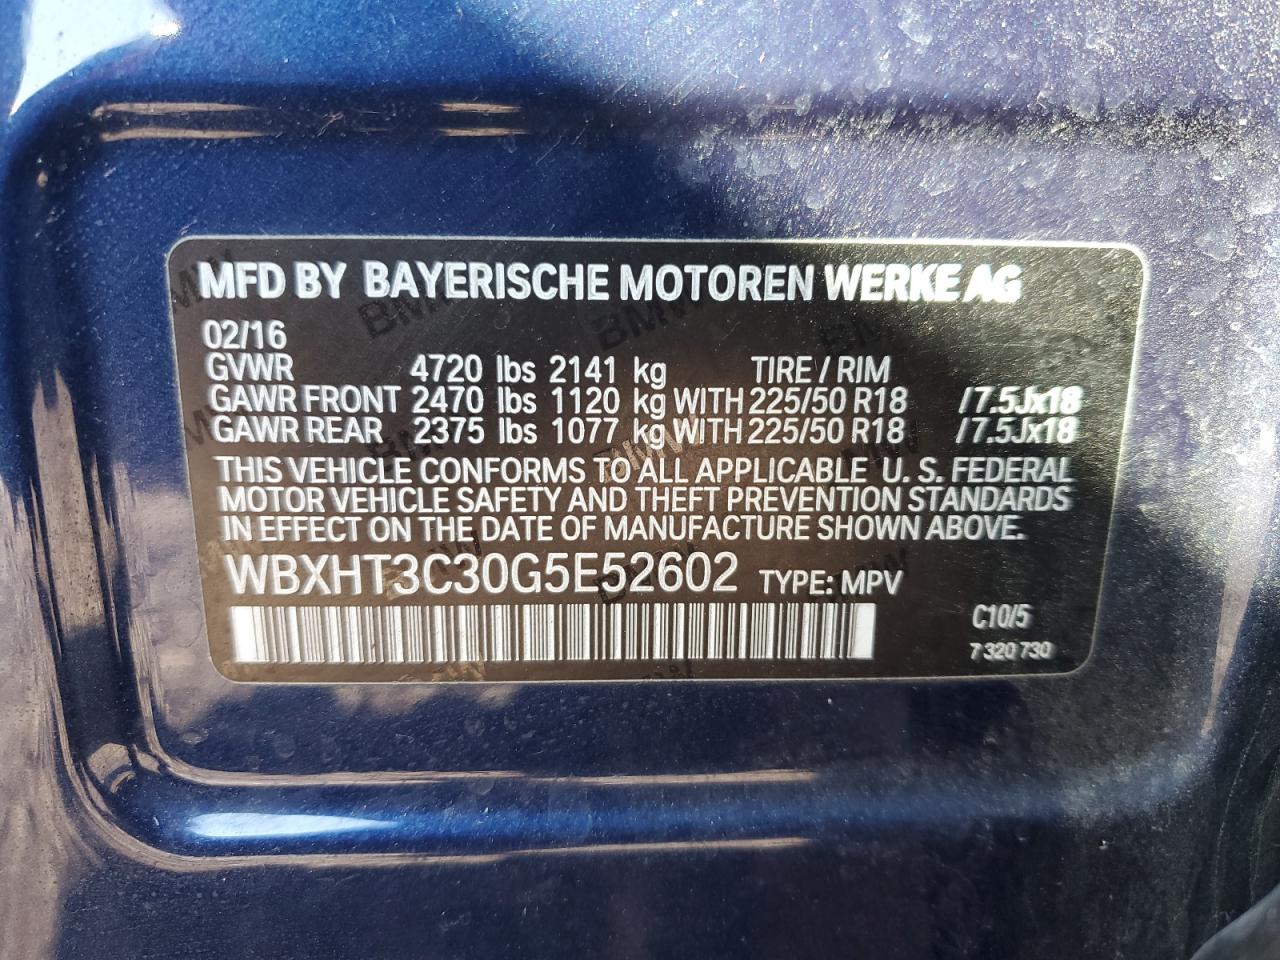 MFD BY BAYERISCHE MOTOREN WERKE AG
02/16
GVWR 4720 lbs 2141 kg TIRE / RIM
GAWR FRONT 2470 lbs 1120 kg WITH 225/50 R18 /7.5Jx18
GAWR REAR 2375 lbs 1077 kg WITH 225/50 R18 /7.5Jx18
THIS VEHICLE CONFORMS TO ALL APPLICABLE U. S. FEDERAL
MOTOR VEHICLE SAFETY AND THEFT PREVENTION STANDARDS
IN EFFECT ON THE DATE OF MANUFACTURE SHOWN ABOVE.
WBXHT3C30G5E52602 TYPE: MPV
C10/5
7 320 730